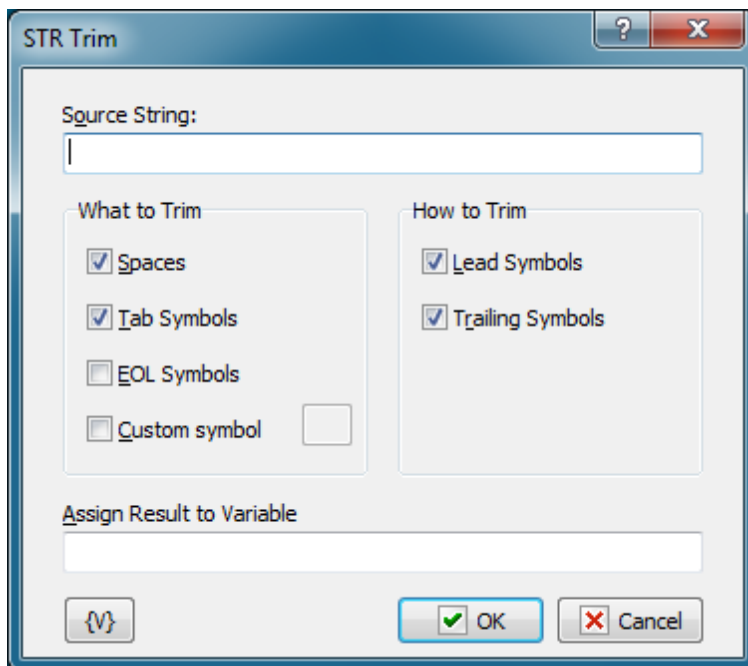 STR Trim
?
Source String:
What to Trim
How to Trim
Spaces
Lead Symbols
Tab Symbols
Trailing Symbols
EOL Symbols
Custom symbol
Assign Result to Variable
{V}
OK
Cancel